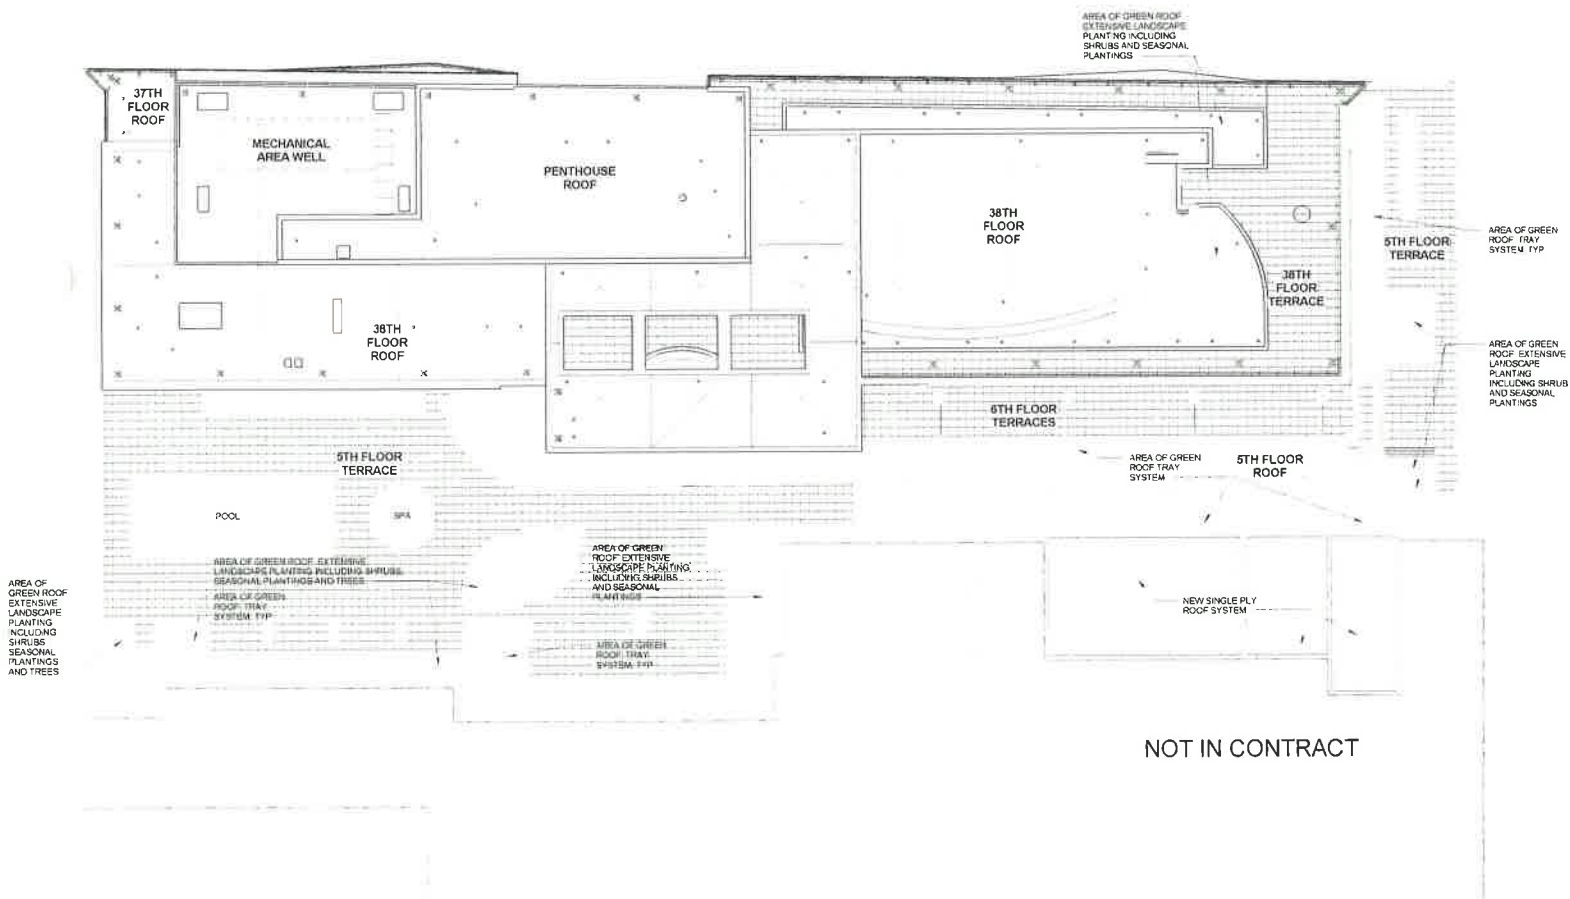 AREA OF GREEN ROOF
EXTENSIVE LANDSCAPE
PLANTING INCLUDING
SHRUBS AND SEASONAL
PLANTINGS
37TH
FLOOR
ROOF
MECHANICAL
AREA WELL
PENTHOUSE
ROOF
38TH
FLOOR
ROOF
AREA OF GREEN
ROOF TRAY
SYSTEM TYP
5TH FLOOR
TERRACE
38TH
FLOOR
TERRACE
38TH
FLOOR
ROOF
AREA OF GREEN
ROOF EXTENSIVE
LANDSCAPE
PLANTING
INCLUDING SHRUB
AND SEASONAL
PLANTINGS
6TH FLOOR
TERRACES
5TH FLOOR
TERRACE
AREA OF GREEN
ROOF TRAY
SYSTEM
5TH FLOOR
ROOF
POOL
SPA
AREA OF GREEN ROOF EXTENSIVE
LANDSCAPE PLANTING INCLUDING SHRUBS,
SEASONAL PLANTINGS AND TREES
AREA OF GREEN
ROOF TRAY
SYSTEM TYP
AREA OF GREEN
ROOF EXTENSIVE
LANDSCAPE PLANTING
INCLUDING SHRUBS
AND SEASONAL
PLANTINGS
AREA OF
GREEN ROOF
EXTENSIVE
LANDSCAPE
PLANTING
INCLUDING
SHRUBS
SEASONAL
PLANTINGS
AND TREES
AREA OF GREEN
ROOF TRAY
SYSTEM TYP
NEW SINGLE PLY
ROOF SYSTEM
NOT IN CONTRACT